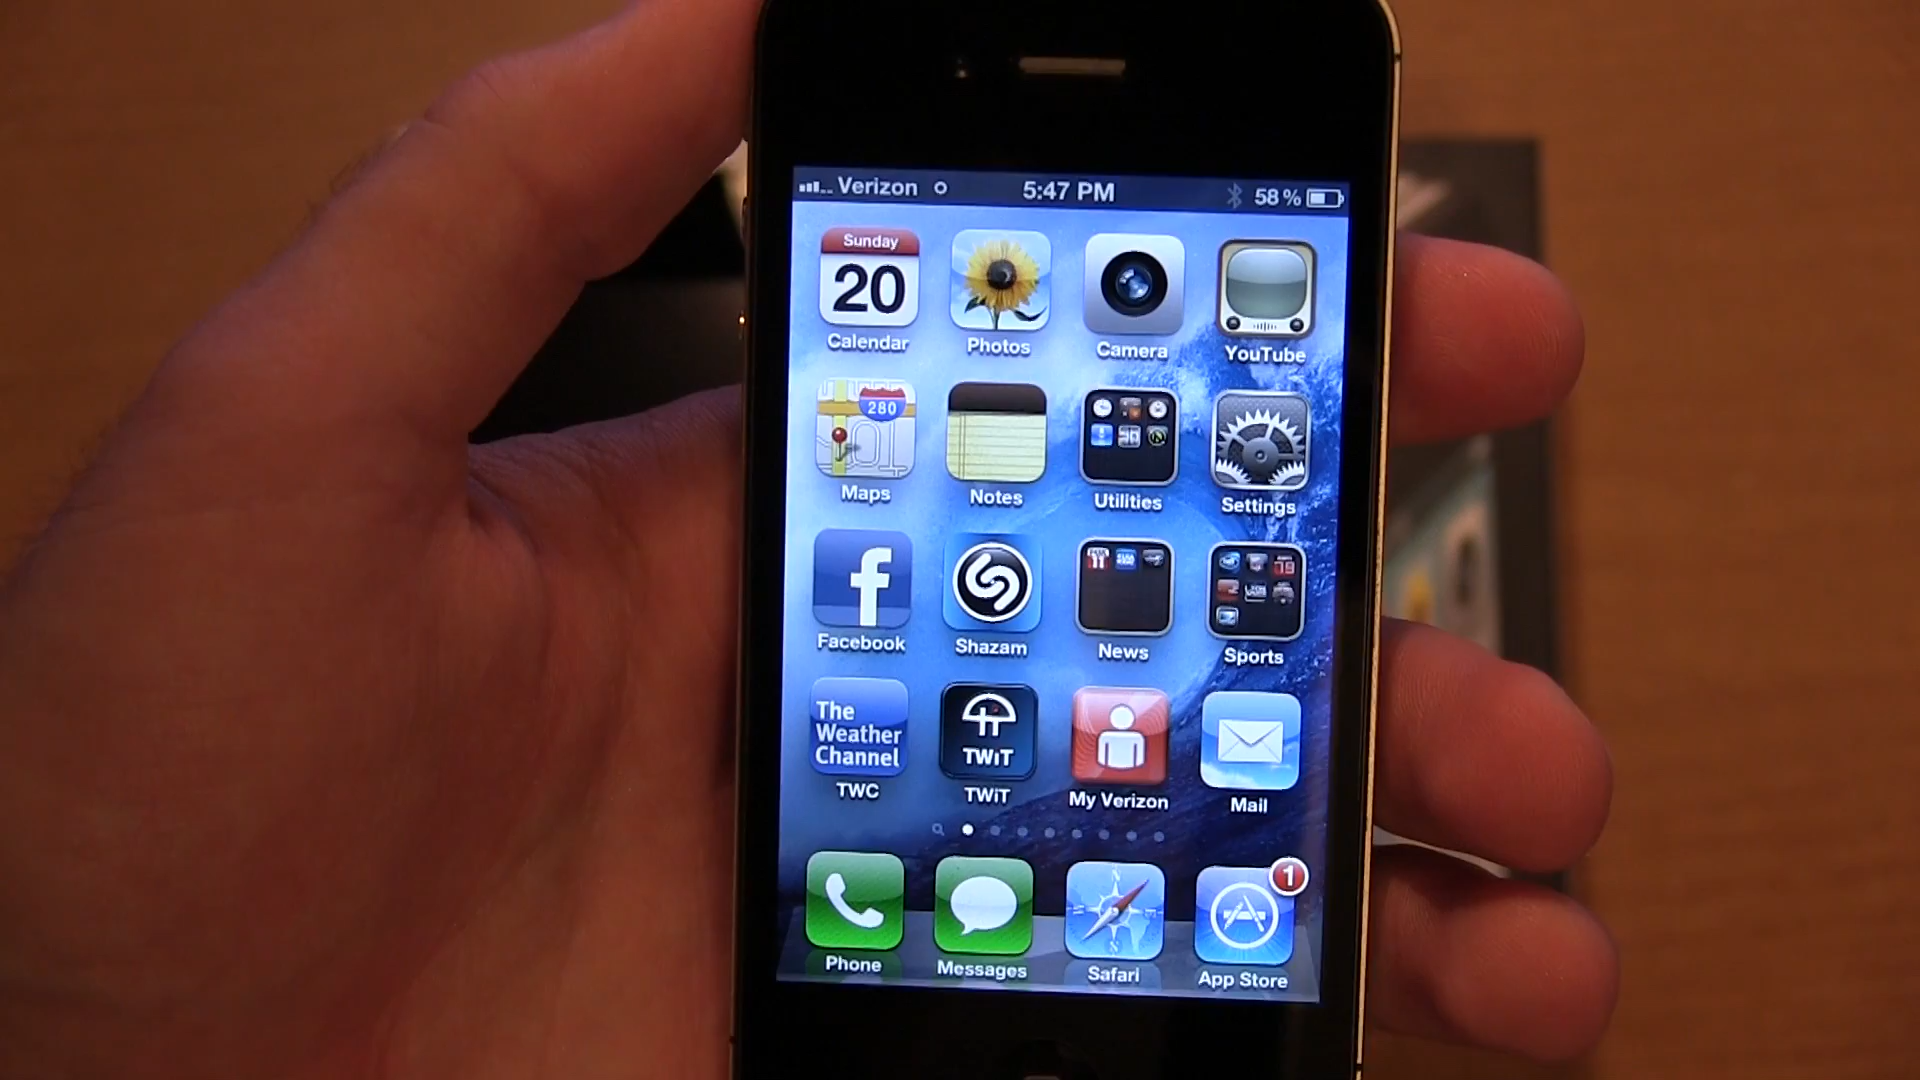 Verizon 5:47 PM 58 %
Sunday
20
Calendar Photos Camera YouTube
280
Maps Notes Utilities Settings
Facebook Shazam News Sports
The
Weather
Channel
TWiT
TWC TWiT My Verizon Mail
1
Phone Messages Safari App Store